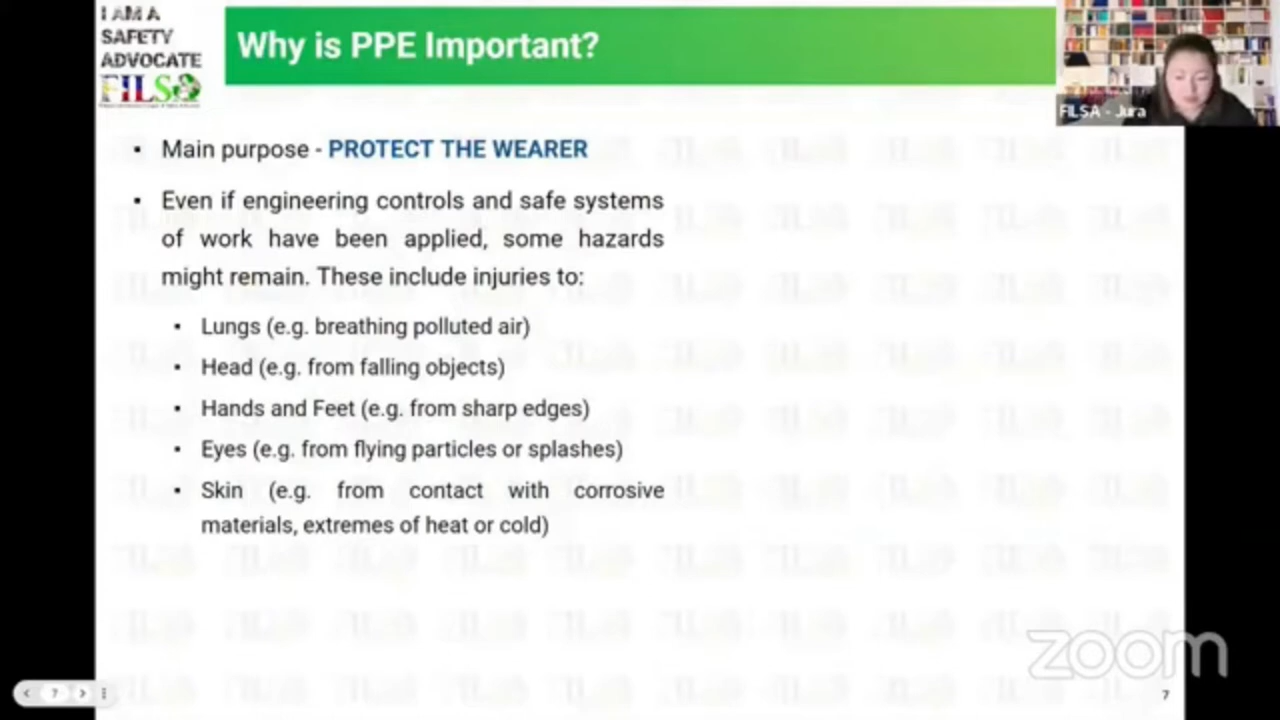 I AM A
SAFETY
ADVOCATE
FILSA
Why is PPE Important?
FILSA - Jura
▪ Main purpose - PROTECT THE WEARER
▪ Even if engineering controls and safe systems
of work have been applied, some hazards
might remain. These include injuries to:
▪ Lungs (e.g. breathing polluted air)
▪ Head (e.g. from falling objects)
▪ Hands and Feet (e.g. from sharp edges)
▪ Eyes (e.g. from flying particles or splashes)
▪ Skin (e.g. from contact with corrosive
materials, extremes of heat or cold)
zoom
7
7